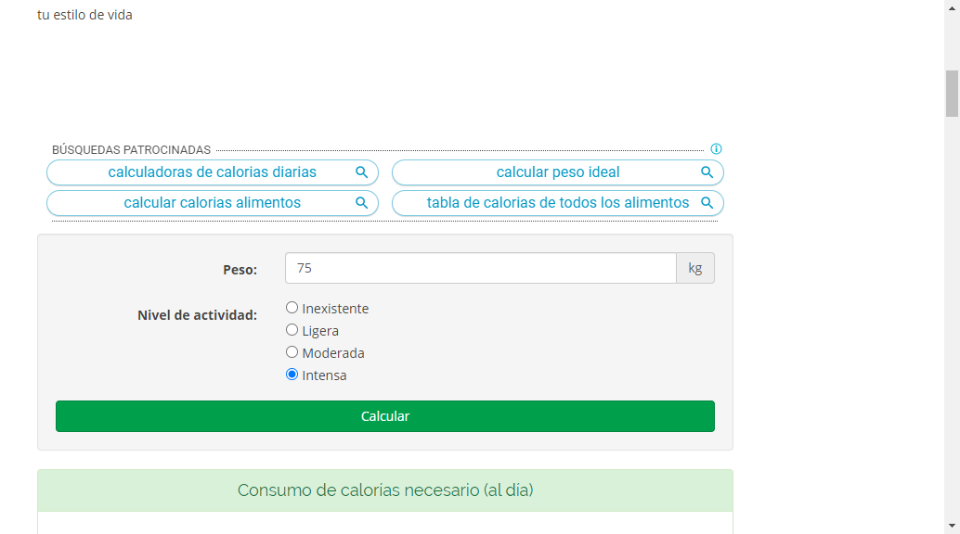 tu estilo de vida
BÚSQUEDAS PATROCINADAS
calculadoras de calorias diarias
calcular peso ideal
calcular calorias alimentos
tabla de calorias de todos los alimentos
Peso:
75
kg
Nivel de actividad:
Inexistente
Ligera
Moderada
Intensa
Calcular
Consumo de calorías necesario (al día)